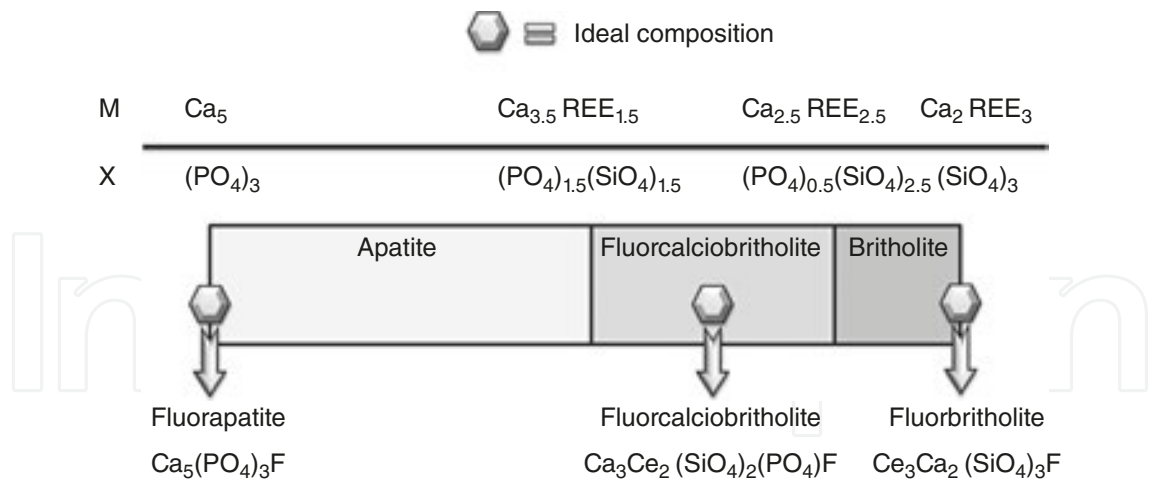 Ideal composition
M Ca₅ Ca₃.₅ REE₁.₅ Ca₂.₅ REE₂.₅ Ca₂ REE₃
X (PO₄)₃ (PO₄)₁.₅(SiO₄)₁.₅ (PO₄)₀.₅(SiO₄)₂.₅ (SiO₄)₃
Apatite Fluorcalciobritholite Britholite
Fluorapatite Fluorcalciobritholite Fluorbritholite
Ca₅(PO₄)₃F Ca₃Ce₂ (SiO₄)₂(PO₄)F Ce₃Ca₂ (SiO₄)₃F